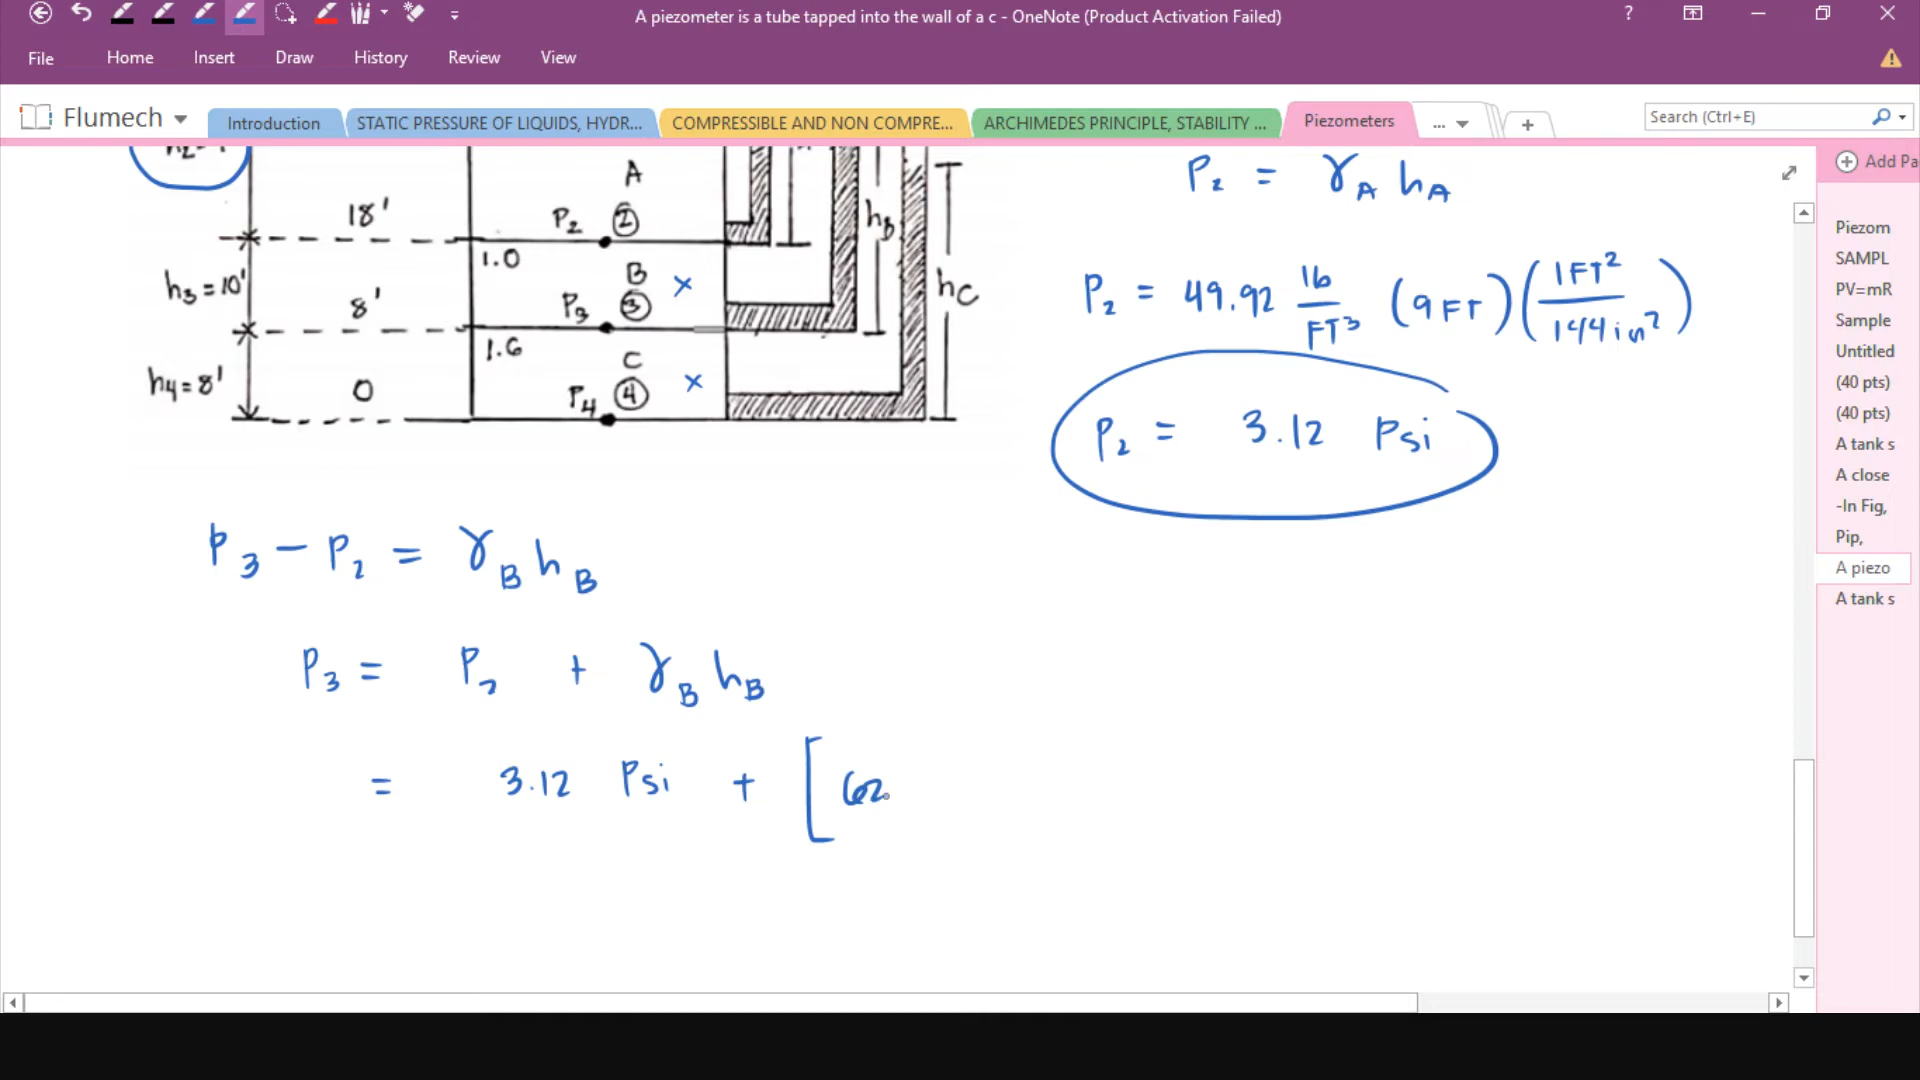 A piezometer is a tube tapped into the wall of a c - OneNote (Product Activation Failed)
?
File Home Insert Draw History Review View
Flumech
Introduction
STATIC PRESSURE OF LIQUIDS, HYDR...
COMPRESSIBLE AND NON COMPRE...
ARCHIMEDES PRINCIPLE, STABILITY ...
Piezometers
...
Search (Ctrl+E)
Add Pa
Piezom
SAMPL
PV=mR
Sample
Untitled
(40 pts)
(40 pts)
A tank s
A close
-In Fig,
Pip,
A piezo
A tank s
A
18'
P₂ ②
1.0
h₃ = 10'
B ×
8'
P₃ ③
1.6
h₄ = 8'
C ×
0
P₄ ④
hB
hC
P₂ = γA hA
P₂ = 49.92 lb/FT³ (9 FT) (1 FT²/144 in²)
P₂ = 3.12 Psi
P₃ − P₂ = γB hB
P₃ = P₂ + γB hB
= 3.12 Psi + [ 62.